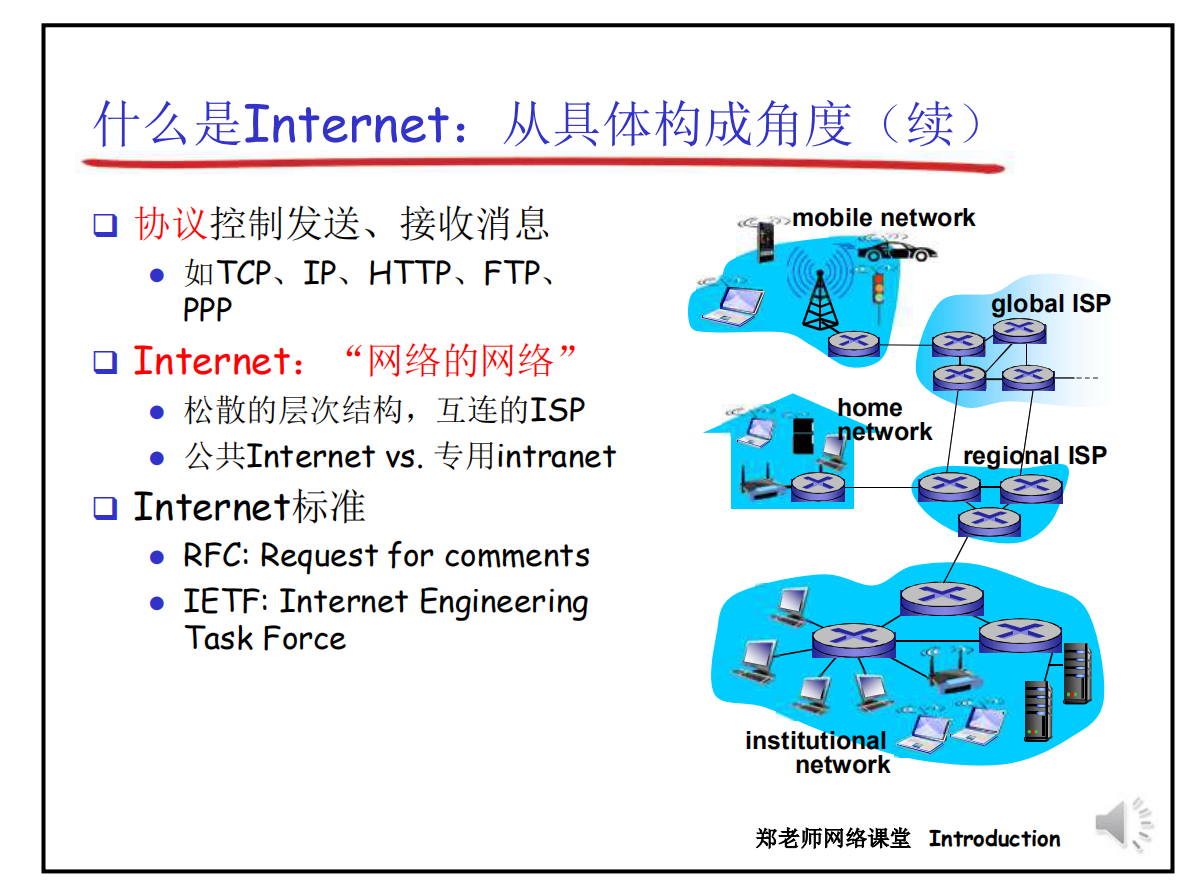 什么是Internet：从具体构成角度（续）
协议控制发送、接收消息
如TCP、IP、HTTP、FTP、
PPP
Internet：“网络的网络”
松散的层次结构，互连的ISP
公共Internet vs. 专用intranet
Internet标准
RFC: Request for comments
IETF: Internet Engineering
Task Force
mobile network
global ISP
home
network
regional ISP
institutional
network
郑老师网络课堂 Introduction